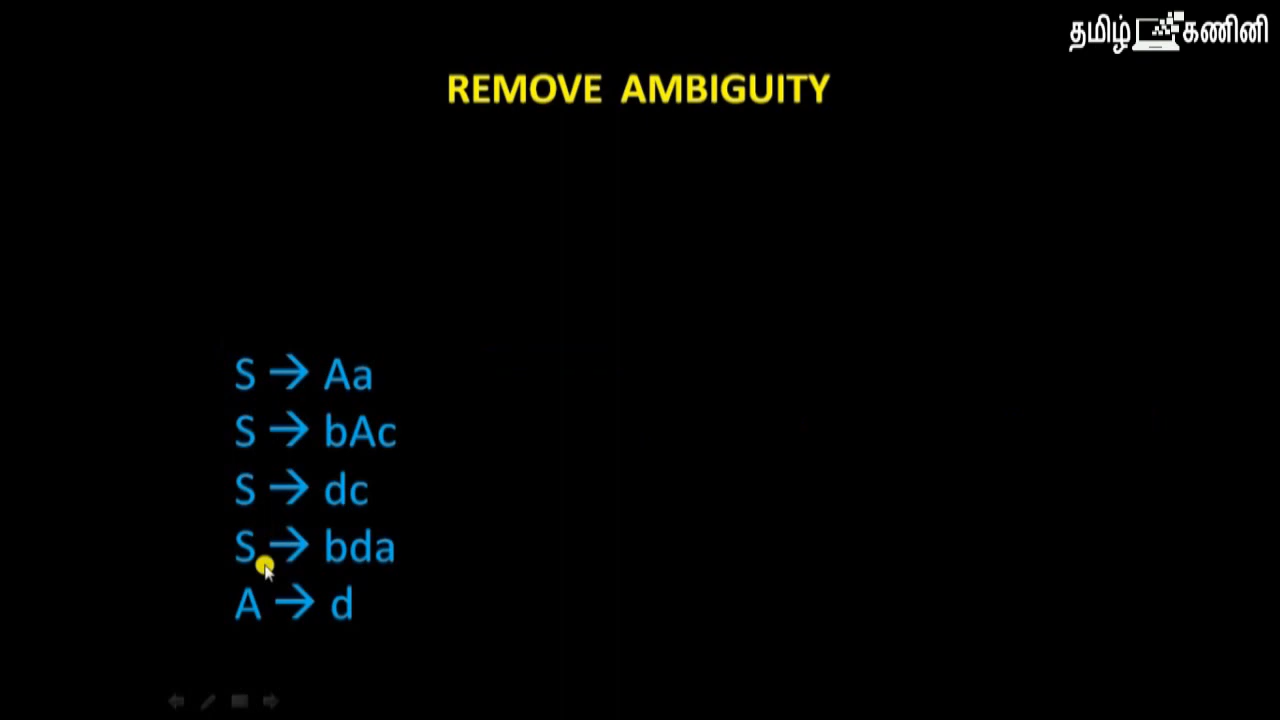 தமிழ் கணினி
REMOVE AMBIGUITY
S → Aa
S → bAc
S → dc
S → bda
A → d